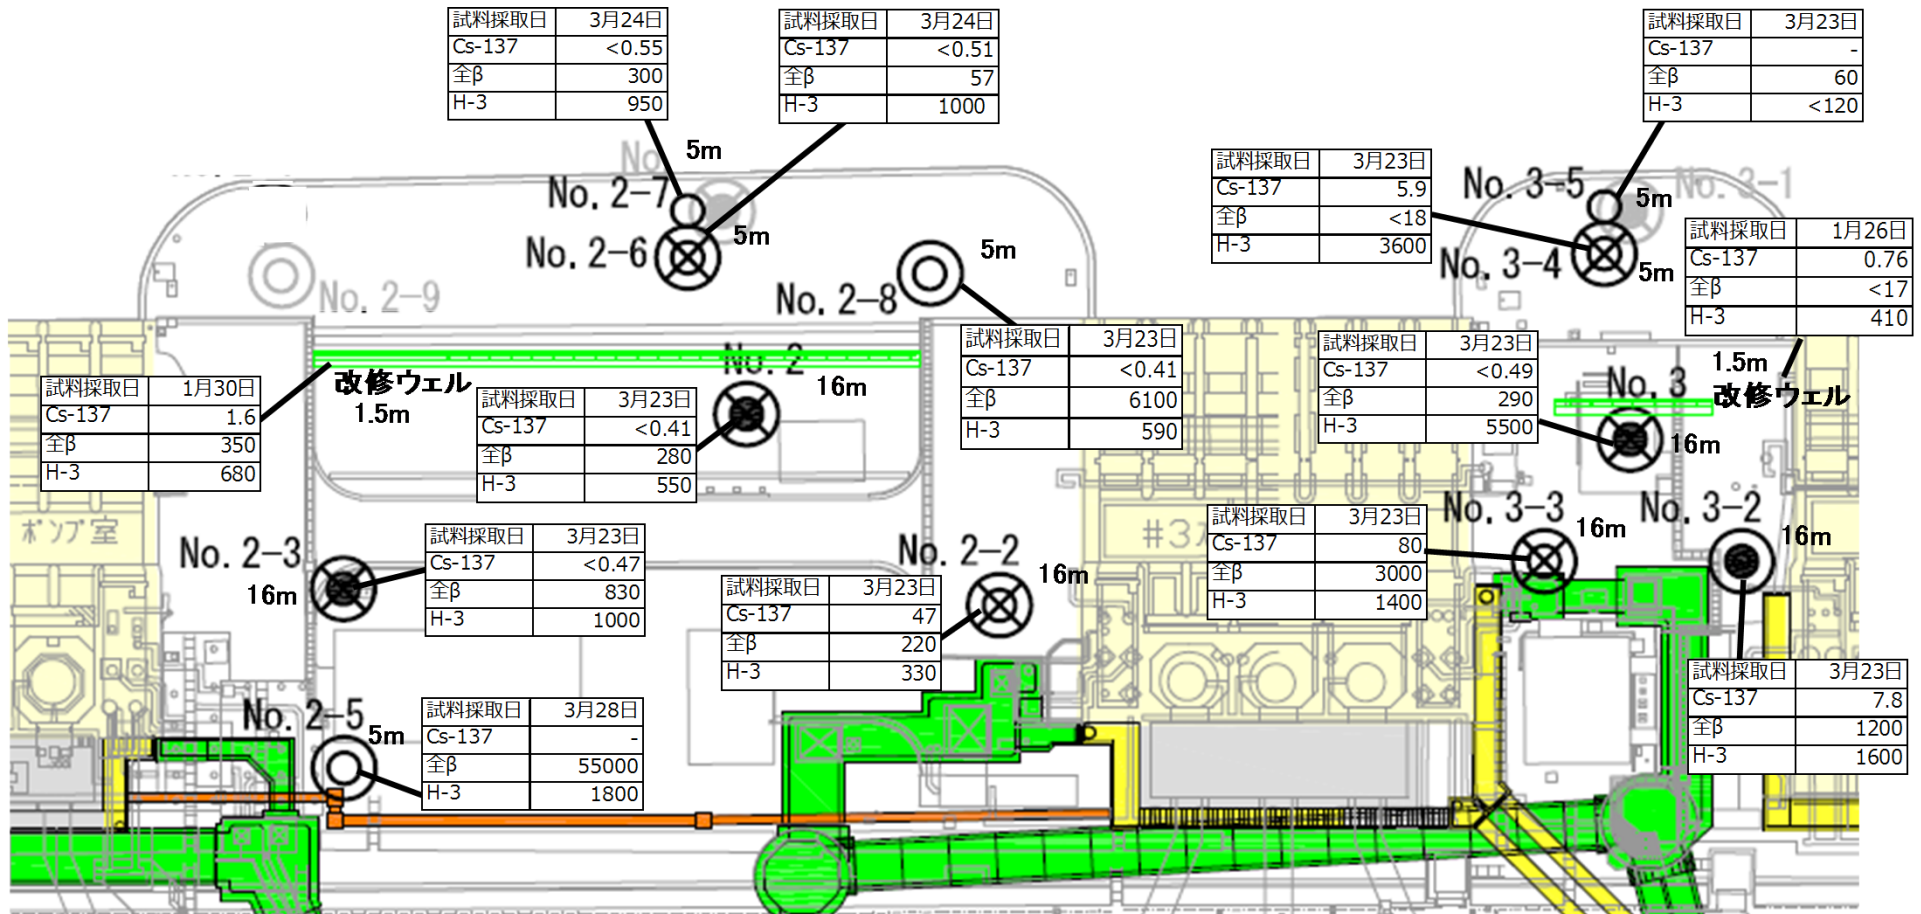 試料採取日 3月24日
Cs-137 <0.55
全β 300
H-3 950
試料採取日 3月24日
Cs-137 <0.51
全β 57
H-3 1000
試料採取日 3月23日
Cs-137 -
全β 60
H-3 <120
No
5m
No. 2-7
No. 2-6
5m
No. 2-8
5m
No. 2-9
試料採取日 3月23日
Cs-137 5.9
全β <18
H-3 3600
No. 3-5
5m
No. 3-1
No. 3-4
5m
試料採取日 1月26日
Cs-137 0.76
全β <17
H-3 410
試料採取日 1月30日
Cs-137 1.6
全β 350
H-3 680
改修ウェル
1.5m
No. 2
16m
試料採取日 3月23日
Cs-137 <0.41
全β 280
H-3 550
試料採取日 3月23日
Cs-137 <0.41
全β 6100
H-3 590
試料採取日 3月23日
Cs-137 <0.49
全β 290
H-3 5500
No. 3
16m
1.5m
改修ウェル
ポンプ室
No. 2-3
16m
試料採取日 3月23日
Cs-137 <0.47
全β 830
H-3 1000
No. 2-2
16m
試料採取日 3月23日
Cs-137 47
全β 220
H-3 330
#3
試料採取日 3月23日
Cs-137 80
全β 3000
H-3 1400
No. 3-3
16m
No. 3-2
16m
No. 2-5
5m
試料採取日 3月28日
Cs-137 -
全β 55000
H-3 1800
試料採取日 3月23日
Cs-137 7.8
全β 1200
H-3 1600